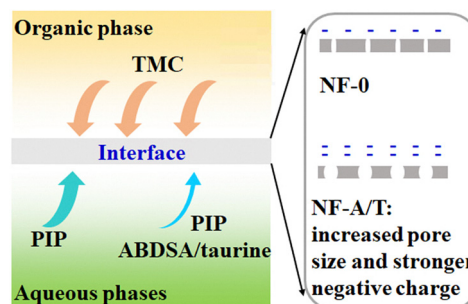 Organic phase
TMC
Interface
PIP
PIP
ABDSA/taurine
Aqueous phases
NF-0
NF-A/T:
increased pore
size and stronger
negative charge